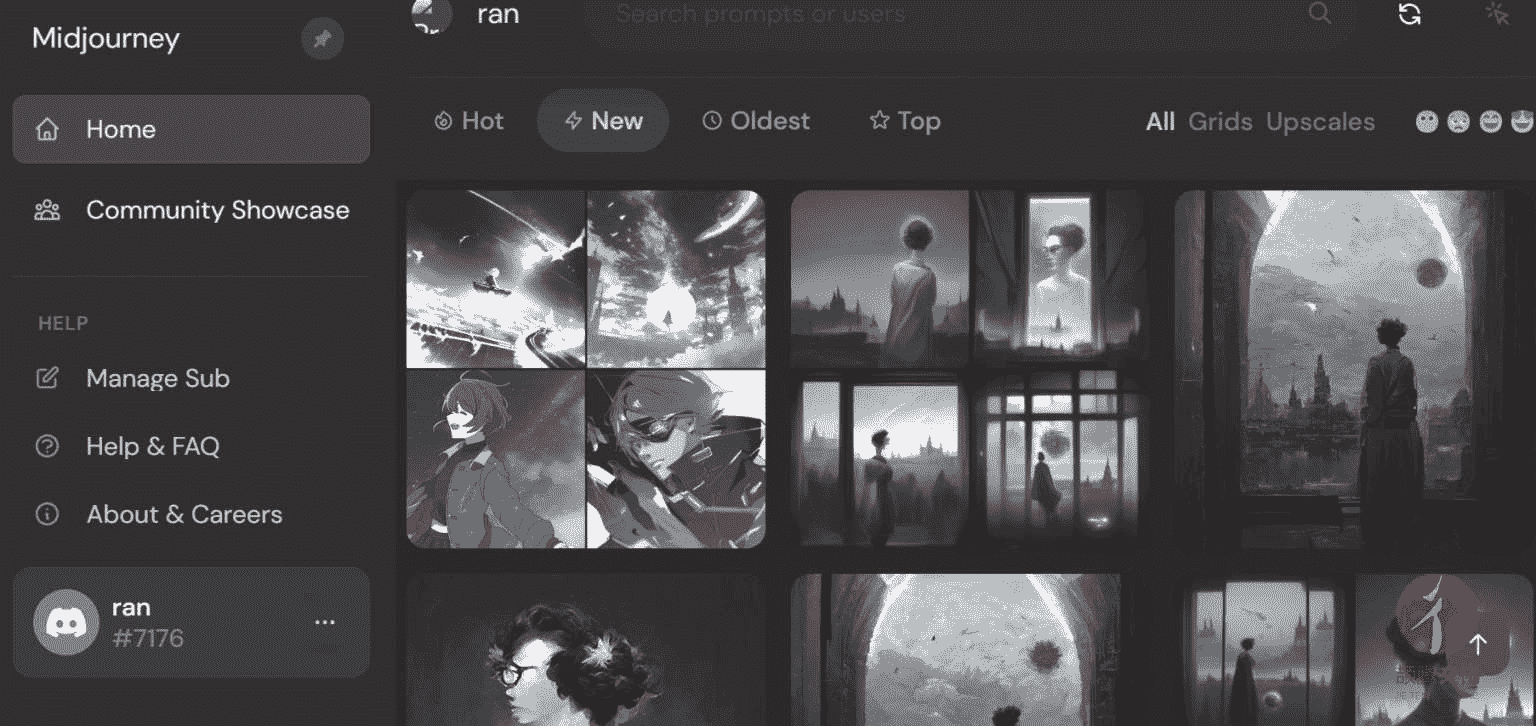 Midjourney
ran
Search prompts or users
Home
Community Showcase
Hot
New
Oldest
Top
All
Grids
Upscales
HELP
Manage Sub
Help & FAQ
About & Careers
ran
#7176